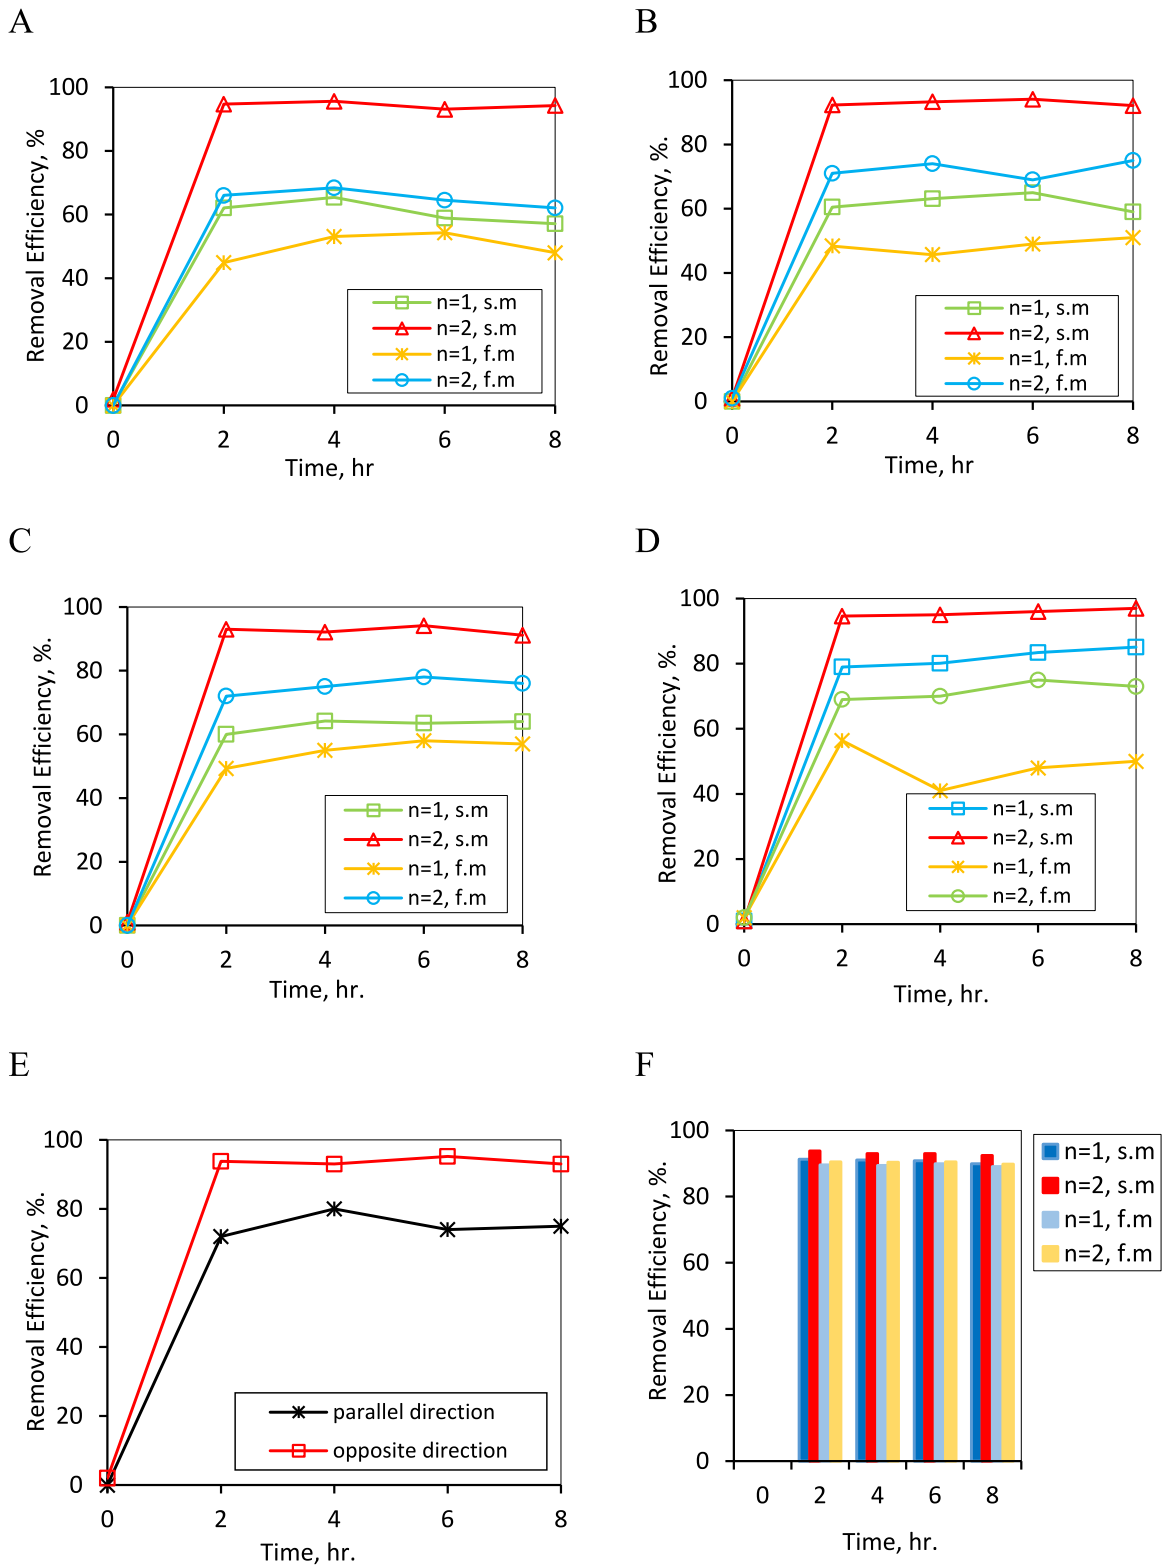 A
Removal Efficiency, %
100
80
60
40
20
0
n=1, s.m
n=2, s.m
n=1, f.m
n=2, f.m
0 2 4 6 8
Time, hr
B
Removal Efficiency, %.
100
80
60
40
20
0
n=1, s.m
n=2, s.m
n=1, f.m
n=2, f.m
0 2 4 6 8
Time, hr
C
Removal Efficiency, %.
100
80
60
40
20
0
n=1, s.m
n=2, s.m
n=1, f.m
n=2, f.m
0 2 4 6 8
Time, hr.
D
Removal Efficiency, %.
100
80
60
40
20
0
n=1, s.m
n=2, s.m
n=1, f.m
n=2, f.m
0 2 4 6 8
Time, hr.
E
Removal Efficiency, %.
100
80
60
40
20
0
parallel direction
opposite direction
0 2 4 6 8
Time, hr.
F
Removal Efficiency, %.
100
80
60
40
20
0
n=1, s.m
n=2, s.m
n=1, f.m
n=2, f.m
0 2 4 6 8
Time, hr.